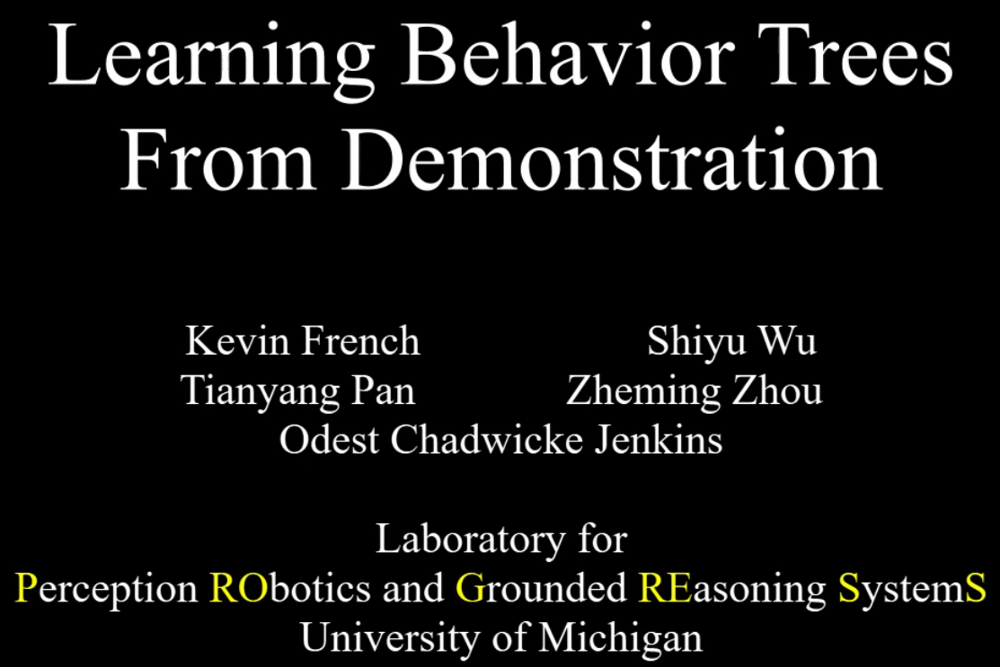 Learning Behavior Trees
From Demonstration
Kevin French Shiyu Wu
Tianyang Pan Zheming Zhou
Odest Chadwicke Jenkins
Laboratory for
Perception RObotics and Grounded REasoning SystemS
University of Michigan